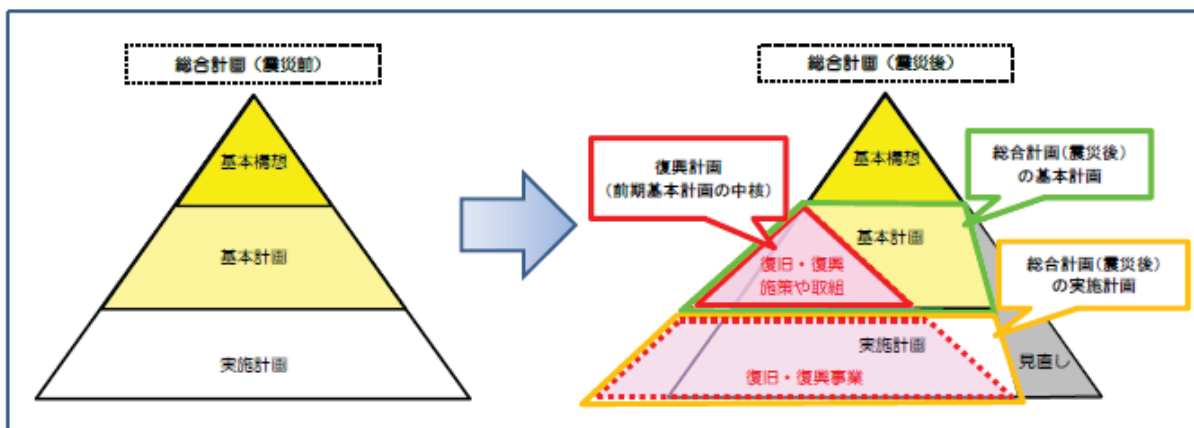 総合計画（震災前）
基本構想
基本計画
実施計画
総合計画（震災後）
復興計画
（前期基本計画の中核）
基本構想
総合計画（震災後）
の基本計画
基本計画
復旧・復興
施策や取組
総合計画（震災後）
の実施計画
実施計画
復旧・復興事業
見直し